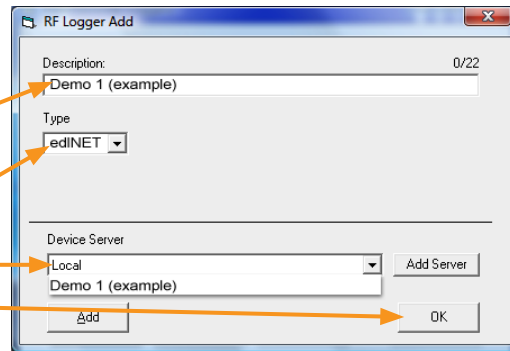 RF Logger Add
Description: 0/22
Demo 1 (example)
Type
edINET
Device Server
Local Add Server
Demo 1 (example)
Add OK